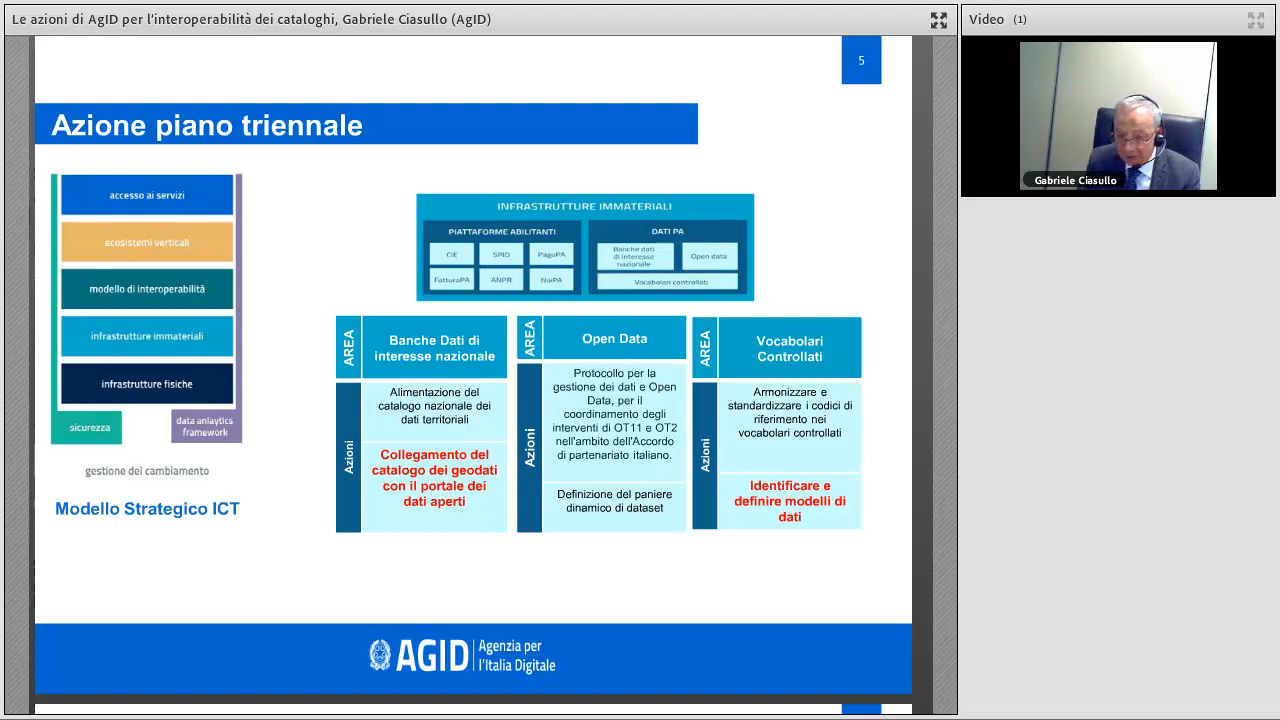 Le azioni di AgID per l'interoperabilità dei cataloghi, Gabriele Ciasullo (AgID)
Video (1)
5
Azione piano triennale
accesso ai servizi
ecosistemi verticali
modello di interoperabilità
infrastrutture immateriali
infrastrutture fisiche
sicurezza
data anlaytics
framework
gestione del cambiamento
Modello Strategico ICT
INFRASTRUTTURE IMMATERIALI
PIATTAFORME ABILITANTI
CIE
SPID
PagoPA
FatturaPA
ANPR
NoiPA
DATI PA
Banche dati
di interesse
nazionale
Open data
Vocabolari controllati
AREA
Banche Dati di
interesse nazionale
Azioni
Alimentazione del
catalogo nazionale dei
dati territoriali
Collegamento del
catalogo dei geodati
con il portale dei
dati aperti
AREA
Open Data
Azioni
Protocollo per la
gestione dei dati e Open
Data, per il
coordinamento degli
interventi di OT11 e OT2
nell'ambito dell'Accordo
di partenariato italiano.
Definizione del paniere
dinamico di dataset
AREA
Vocabolari
Controllati
Azioni
Armonizzare e
standardizzare i codici di
riferimento nei
vocabolari controllati
Identificare e
definire modelli di
dati
AGID
Agenzia per
l'Italia Digitale
Gabriele Ciasullo